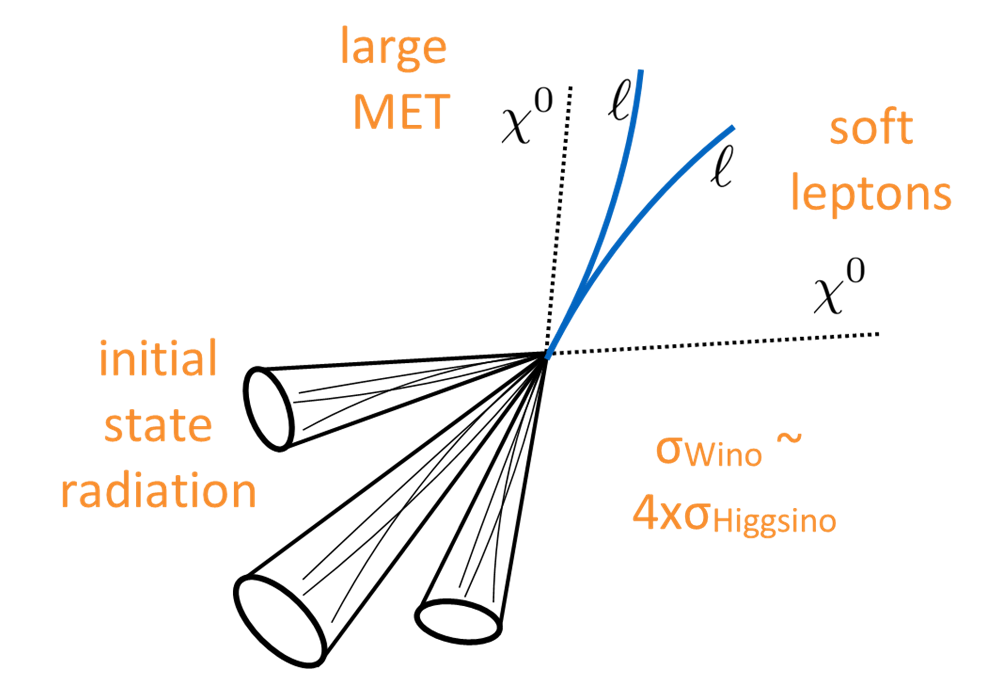 large
MET
χ⁰
ℓ
ℓ
soft
leptons
χ⁰
initial
state
radiation
σWino ~
4xσHiggsino